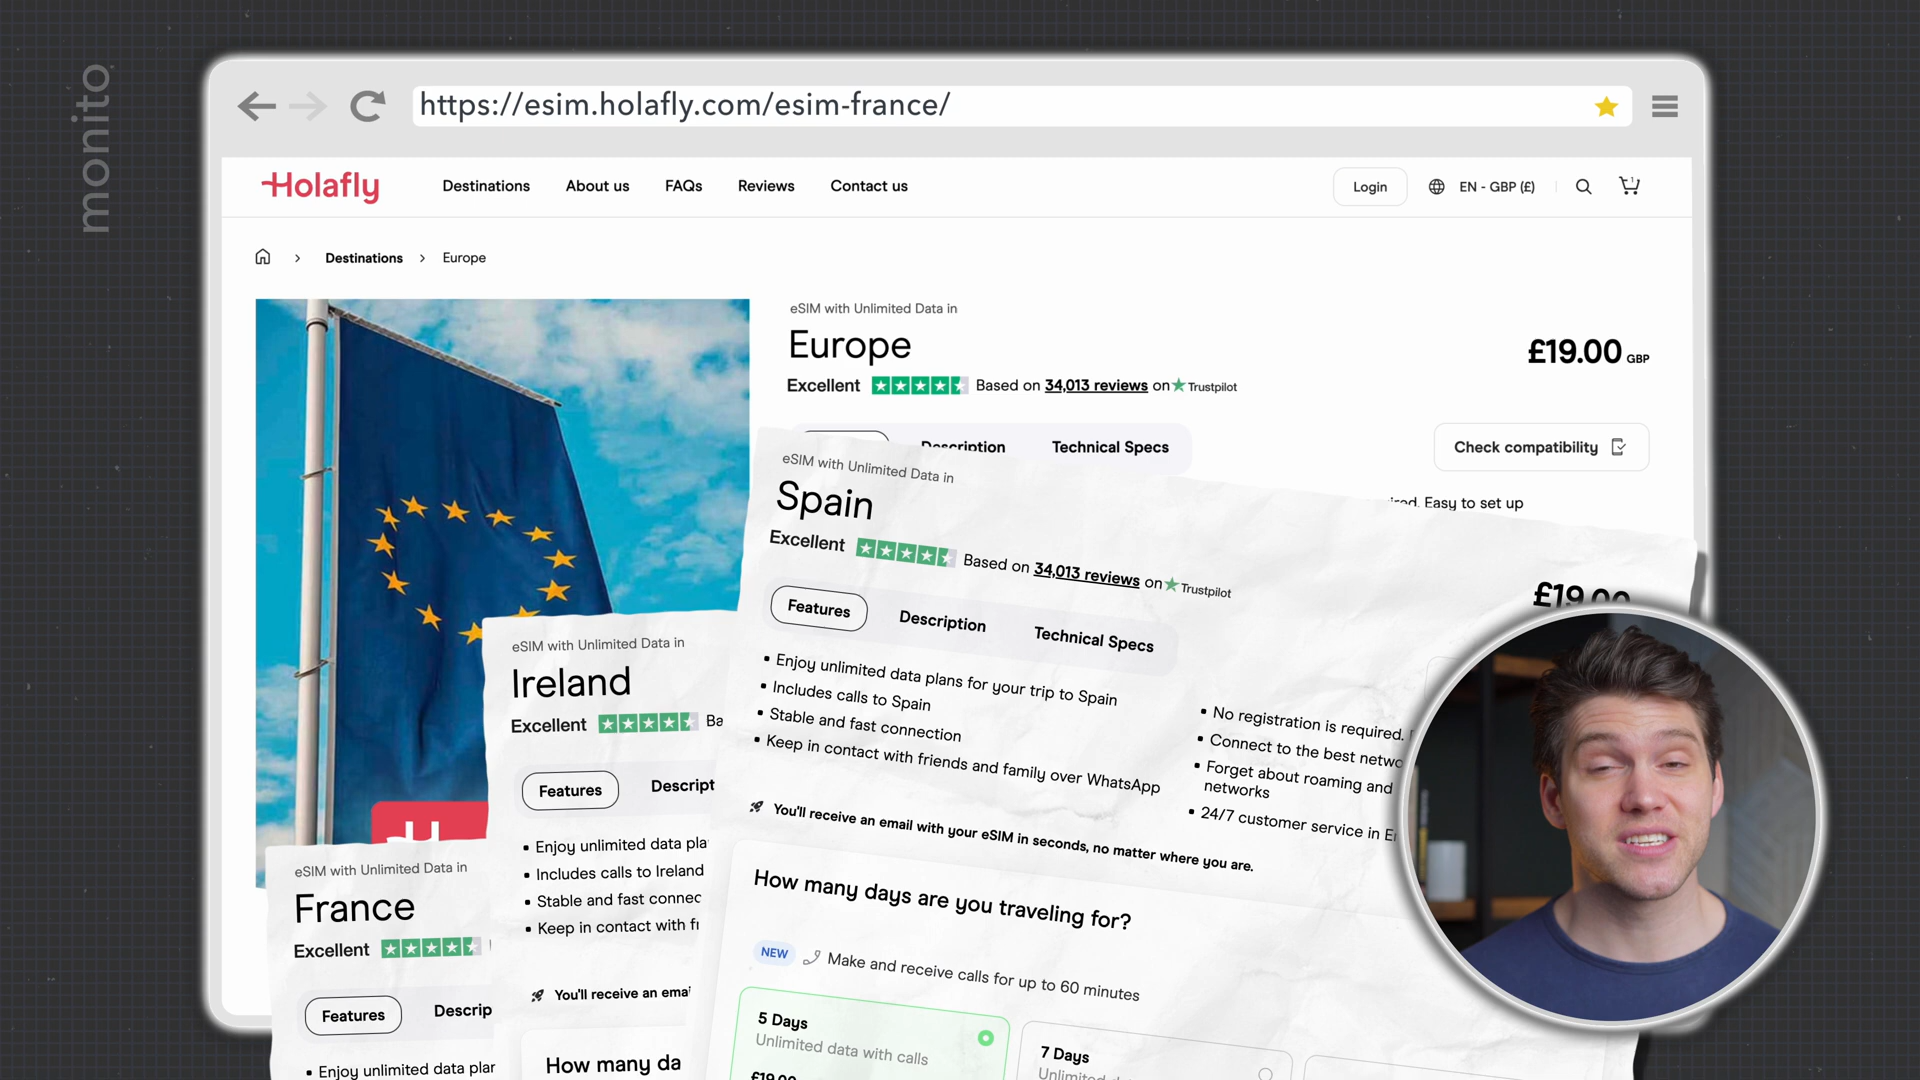 monito
https://esim.holafly.com/esim-france/
Holafly
Destinations
About us
FAQs
Reviews
Contact us
Login
EN - GBP (£)
1
Destinations > Europe
eSIM with Unlimited Data in
Europe
£19.00 GBP
Excellent
Based on 34,013 reviews on Trustpilot
Description
Technical Specs
Check compatibility
Easy to set up
eSIM with Unlimited Data in
Spain
Excellent
Based on 34,013 reviews on Trustpilot
£19.00
Features
Description
Technical Specs
• Enjoy unlimited data plans for your trip to Spain
• Includes calls to Spain
• Stable and fast connection
• Keep in contact with friends and family over WhatsApp
• No registration is required.
• Connect to the best netwo
• Forget about roaming and
networks
• 24/7 customer service in
You'll receive an email with your eSIM in seconds, no matter where you are.
How many days are you traveling for?
NEW
Make and receive calls for up to 60 minutes
5 Days
Unlimited data with calls
£19.00
7 Days
Unlimited
eSIM with Unlimited Data in
Ireland
Excellent
Ba
Features
Descript
• Enjoy unlimited data pla
• Includes calls to Ireland
• Stable and fast connec
• Keep in contact with fr
You'll receive an emai
How many da
eSIM with Unlimited Data in
France
Excellent
Features
Descrip
• Enjoy unlimited data plar